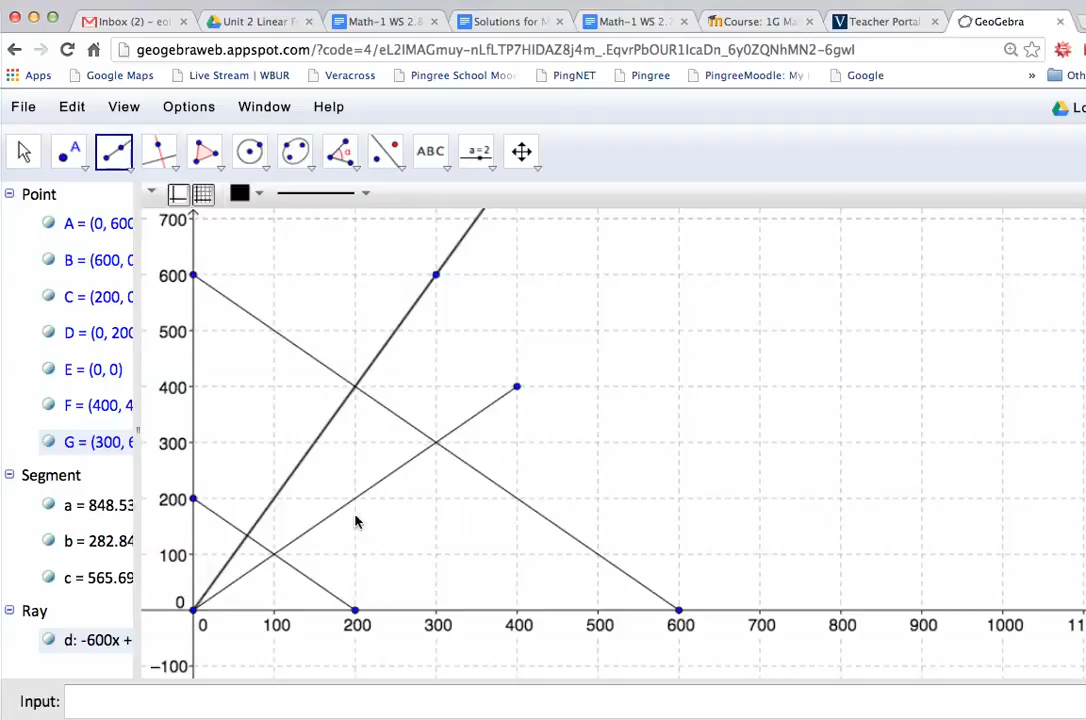 Inbox (2) – eo
Unit 2 Linear F
Math–1 WS 2.8
Solutions for M
Math–1 WS 2.7
Course: 1G Ma
Teacher Portal
GeoGebra
geogebraweb.appspot.com/?code=4/eL2IMAGmuy-nLfLTP7HIDAZ8j4m_.EqvrPbOUR1IcaDn_6y0ZQNhMN2-6gwI
Apps Google Maps Live Stream | WBUR Veracross Pingree School Moo PingNET Pingree PingreeMoodle: My Google » Oth
File Edit View Options Window Help Lo
A ABC a=2
Point
A = (0, 600
B = (600, 0
C = (200, 0
D = (0, 200
E = (0, 0)
F = (400, 4
G = (300, 6
Segment
a = 848.53
b = 282.84
c = 565.69
Ray
d: -600x +
700
600
500
400
300
200
100
0
–100
0 100 200 300 400 500 600 700 800 900 1000 11
Input: